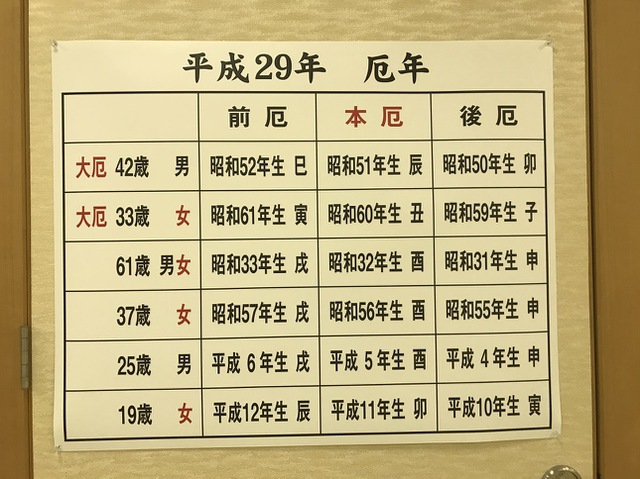 平成29年 厄年
前厄 本厄 後厄
大厄 42歳 男 昭和52年生 巳 昭和51年生 辰 昭和50年生 卯
大厄 33歳 女 昭和61年生 寅 昭和60年生 丑 昭和59年生 子
61歳 男女 昭和33年生 戌 昭和32年生 酉 昭和31年生 申
37歳 女 昭和57年生 戌 昭和56年生 酉 昭和55年生 申
25歳 男 平成 6年生 戌 平成 5年生 酉 平成 4年生 申
19歳 女 平成12年生 辰 平成11年生 卯 平成10年生 寅